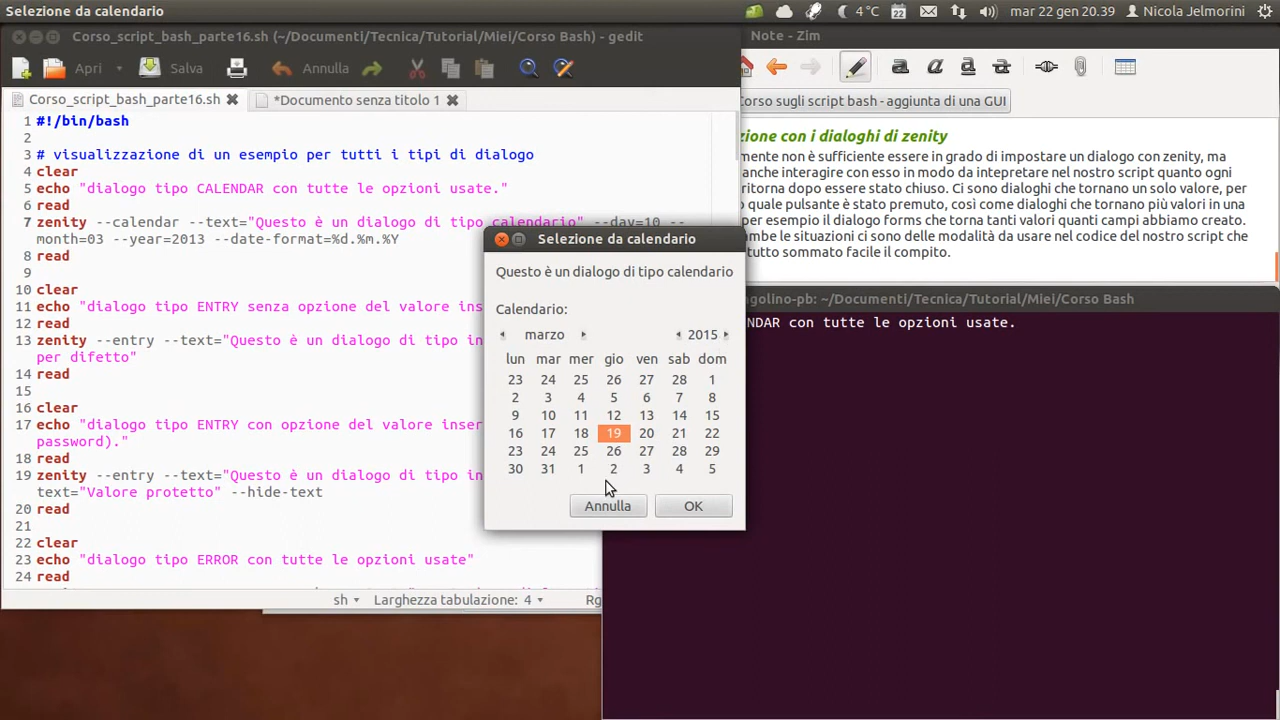 Selezione da calendario
4 °C
22
mar 22 gen 20.39
Nicola Jelmorini
Corso_script_bash_parte16.sh (~/Documenti/Tecnica/Tutorial/Miei/Corso Bash) - gedit
Apri
Salva
Annulla
Corso_script_bash_parte16.sh
*Documento senza titolo 1
1 #!/bin/bash
2
3 # visualizzazione di un esempio per tutti i tipi di dialogo
4 clear
5 echo "dialogo tipo CALENDAR con tutte le opzioni usate."
6 read
7 zenity --calendar --text="Questo è un dialogo di tipo calendario" --day=10 --
month=03 --year=2013 --date-format=%d.%m.%Y
8 read
9
10 clear
11 echo "dialogo tipo ENTRY senza opzione del valore ins
12 read
13 zenity --entry --text="Questo è un dialogo di tipo in
per difetto"
14 read
15
16 clear
17 echo "dialogo tipo ENTRY con opzione del valore inser
password)."
18 read
19 zenity --entry --text="Questo è un dialogo di tipo in
text="Valore protetto" --hide-text
20 read
21
22 clear
23 echo "dialogo tipo ERROR con tutte le opzioni usate"
24 read
sh
Larghezza tabulazione: 4
Rg
Selezione da calendario
Questo è un dialogo di tipo calendario
Calendario:
marzo 2015
lun mar mer gio ven sab dom
23 24 25 26 27 28 1
2 3 4 5 6 7 8
9 10 11 12 13 14 15
16 17 18 19 20 21 22
23 24 25 26 27 28 29
30 31 1 2 3 4 5
Annulla OK
Note - Zim
Corso sugli script bash - aggiunta di una GUI
zione con i dialoghi di zenity
mente non è sufficiente essere in grado di impostare un dialogo con zenity, ma
anche interagire con esso in modo da intepretare nel nostro script quanto ogni
ritorna dopo essere stato chiuso. Ci sono dialoghi che tornano un solo valore, per
quale pulsante è stato premuto, così come dialoghi che tornano più valori in una
per esempio il dialogo forms che torna tanti valori quanti campi abbiamo creato.
mbe le situazioni ci sono delle modalità da usare nel codice del nostro script che
tutto sommato facile il compito.
ngolino-pb: ~/Documenti/Tecnica/Tutorial/Miei/Corso Bash
NDAR con tutte le opzioni usate.